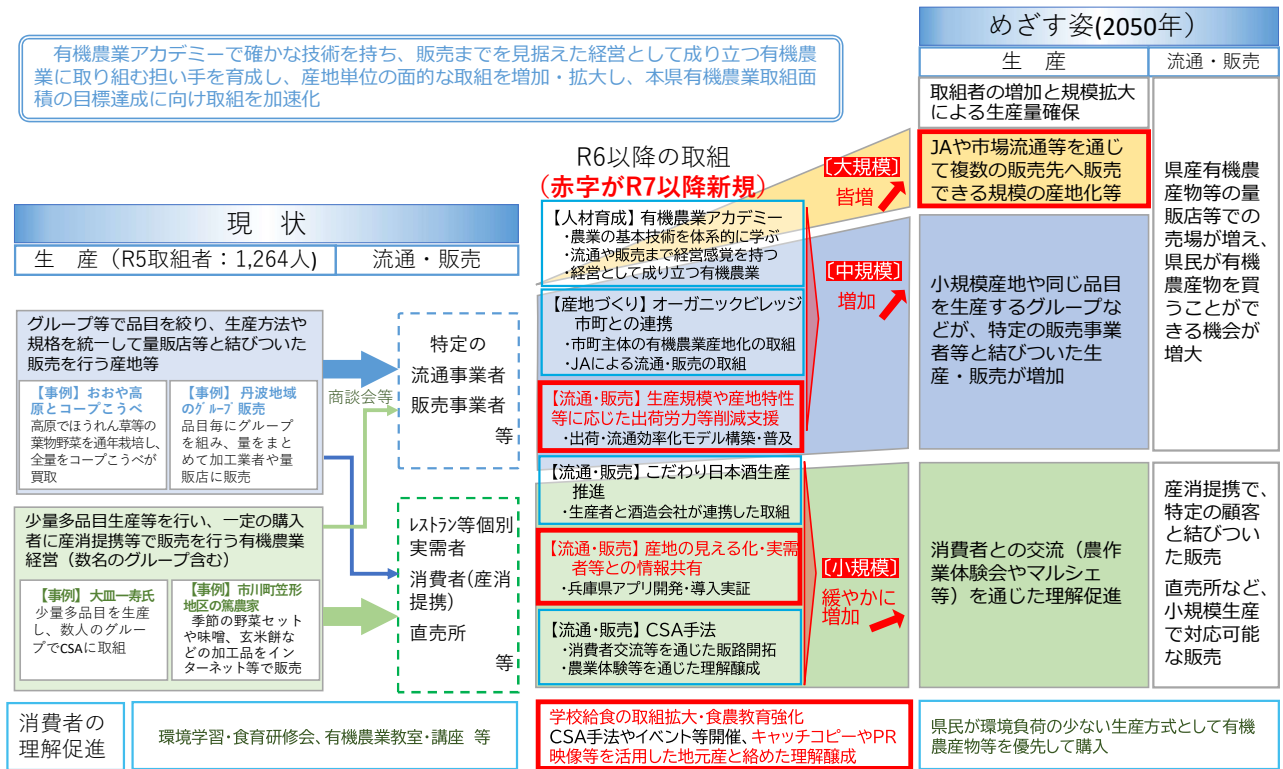 有機農業アカデミーで確かな技術を持ち、販売までを見据えた経営として成り立つ有機農
業に取り組む担い手を育成し、産地単位の面的な取組を増加・拡大し、本県有機農業取組面
積の目標達成に向け取組を加速化
現　状
生　産（R5取組者：1,264人)
流通・販売
グループ等で品目を絞り、生産方法や
規格を統一して量販店等と結びついた
販売を行う産地等
【事例】おおや高
原とコープこうべ
高原でほうれん草等の
葉物野菜を通年栽培し、
全量をコープこうべが
買取
【事例】 丹波地域
のグループ販売
品目毎にグループ
を組み、量をまと
めて加工業者や量
販店に販売
少量多品目生産等を行い、一定の購入
者に産消提携等で販売を行う有機農業
経営（数名のグループ含む）
【事例】大皿一寿氏
少量多品目を生産
し、数人のグルー
プでCSAに取組
【事例】市川町笠形
地区の篤農家
季節の野菜セット
や味噌、玄米餅な
どの加工品をイン
ターネット等で販売
商談会等
特定の
流通事業者
販売事業者
等
レストラン等個別
実需者
消費者(産消
提携）
直売所
等
R6以降の取組
(赤字がR7以降新規)
【人材育成】有機農業アカデミー
・農業の基本技術を体系的に学ぶ
・流通や販売まで経営感覚を持つ
・経営として成り立つ有機農業
【産地づくり】オーガニックビレッジ
市町との連携
・市町主体の有機農業産地化の取組
・JAによる流通・販売の取組
【流通・販売】生産規模や産地特性
等に応じた出荷労力等削減支援
・出荷・流通効率化モデル構築・普及
【流通・販売】こだわり日本酒生産
推進
・生産者と酒造会社が連携した取組
【流通・販売】産地の見える化・実需
者等との情報共有
・兵庫県アプリ開発・導入実証
【流通・販売】CSA手法
・消費者交流等を通じた販路開拓
・農業体験等を通じた理解醸成
〔大規模〕
皆増
〔中規模〕
増加
〔小規模〕
緩やかに
増加
めざす姿(2050年）
生　産
流通・販売
取組者の増加と規模拡大
による生産量確保
JAや市場流通等を通じ
て複数の販売先へ販売
できる規模の産地化等
小規模産地や同じ品目
を生産するグループな
どが、特定の販売事業
者等と結びついた生
産・販売が増加
消費者との交流（農作
業体験会やマルシェ
等）を通じた理解促進
県産有機農
産物等の量
販店等での
売場が増え、
県民が有機
農産物を買
うことがで
きる機会が
増大
産消提携で、
特定の顧客
と結びつい
た販売
直売所など、
小規模生産
で対応可能
な販売
消費者の
理解促進
環境学習・食育研修会、有機農業教室・講座 等
学校給食の取組拡大・食農教育強化
CSA手法やイベント等開催、キャッチコピーやPR
映像等を活用した地元産と絡めた理解醸成
県民が環境負荷の少ない生産方式として有機
農産物等を優先して購入